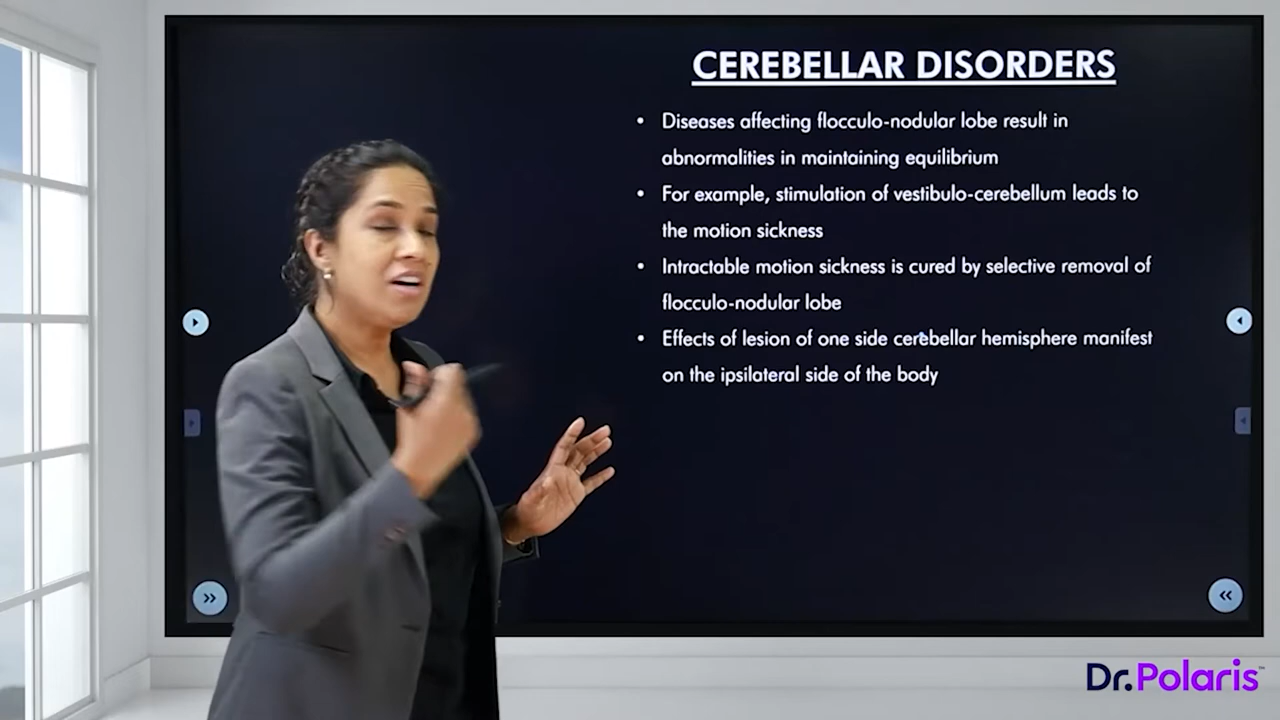 CEREBELLAR DISORDERS
• Diseases affecting flocculo-nodular lobe result in
abnormalities in maintaining equilibrium
• For example, stimulation of vestibulo-cerebellum leads to
the motion sickness
• Intractable motion sickness is cured by selective removal of
flocculo-nodular lobe
• Effects of lesion of one side cerebellar hemisphere manifest
on the ipsilateral side of the body
Dr.Polaris™